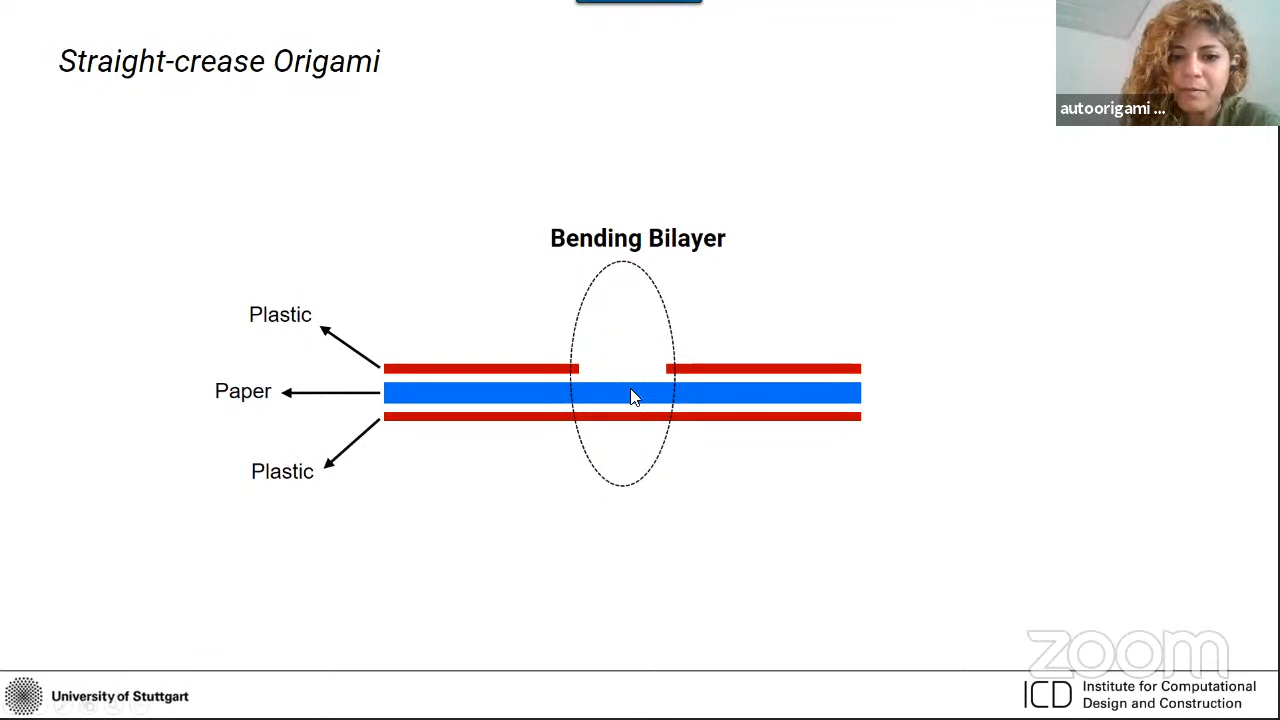 Straight-crease Origami
autoorigami ...
Bending Bilayer
Plastic
Paper
Plastic
zoom
University of Stuttgart
ICD
Institute for Computational
Design and Construction